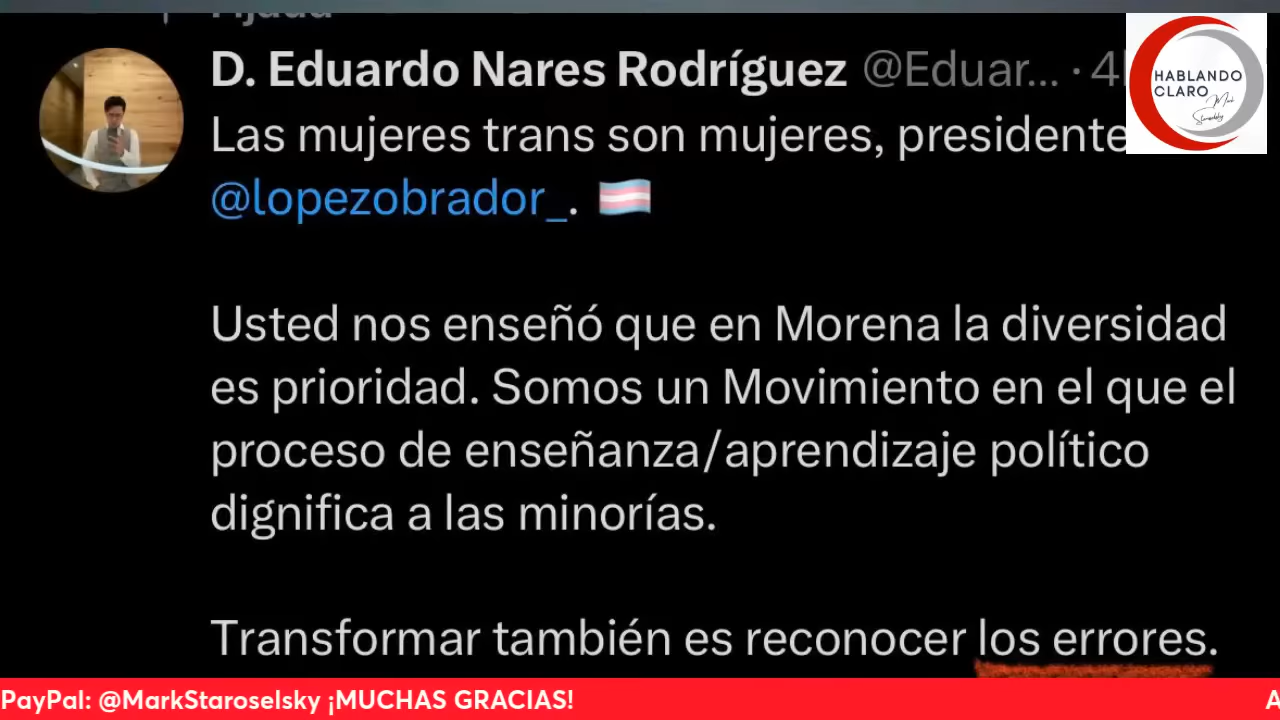 D. Eduardo Nares Rodríguez @Eduar... · 4
Las mujeres trans son mujeres, presidente
@lopezobrador_.
Usted nos enseñó que en Morena la diversidad
es prioridad. Somos un Movimiento en el que el
proceso de enseñanza/aprendizaje político
dignifica a las minorías.
Transformar también es reconocer los errores.
HABLANDO
CLARO
Mark
Staroselsky
PayPal: @MarkStaroselsky ¡MUCHAS GRACIAS!
A